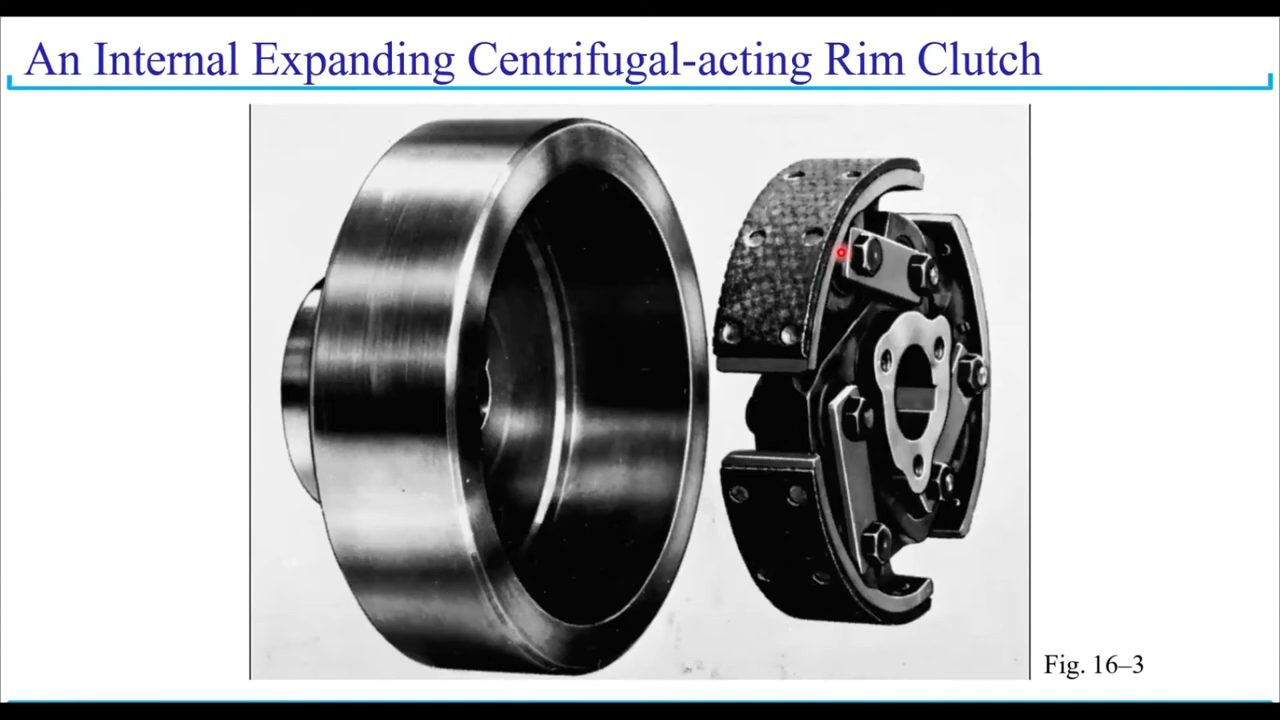 An Internal Expanding Centrifugal-acting Rim Clutch
Fig. 16–3